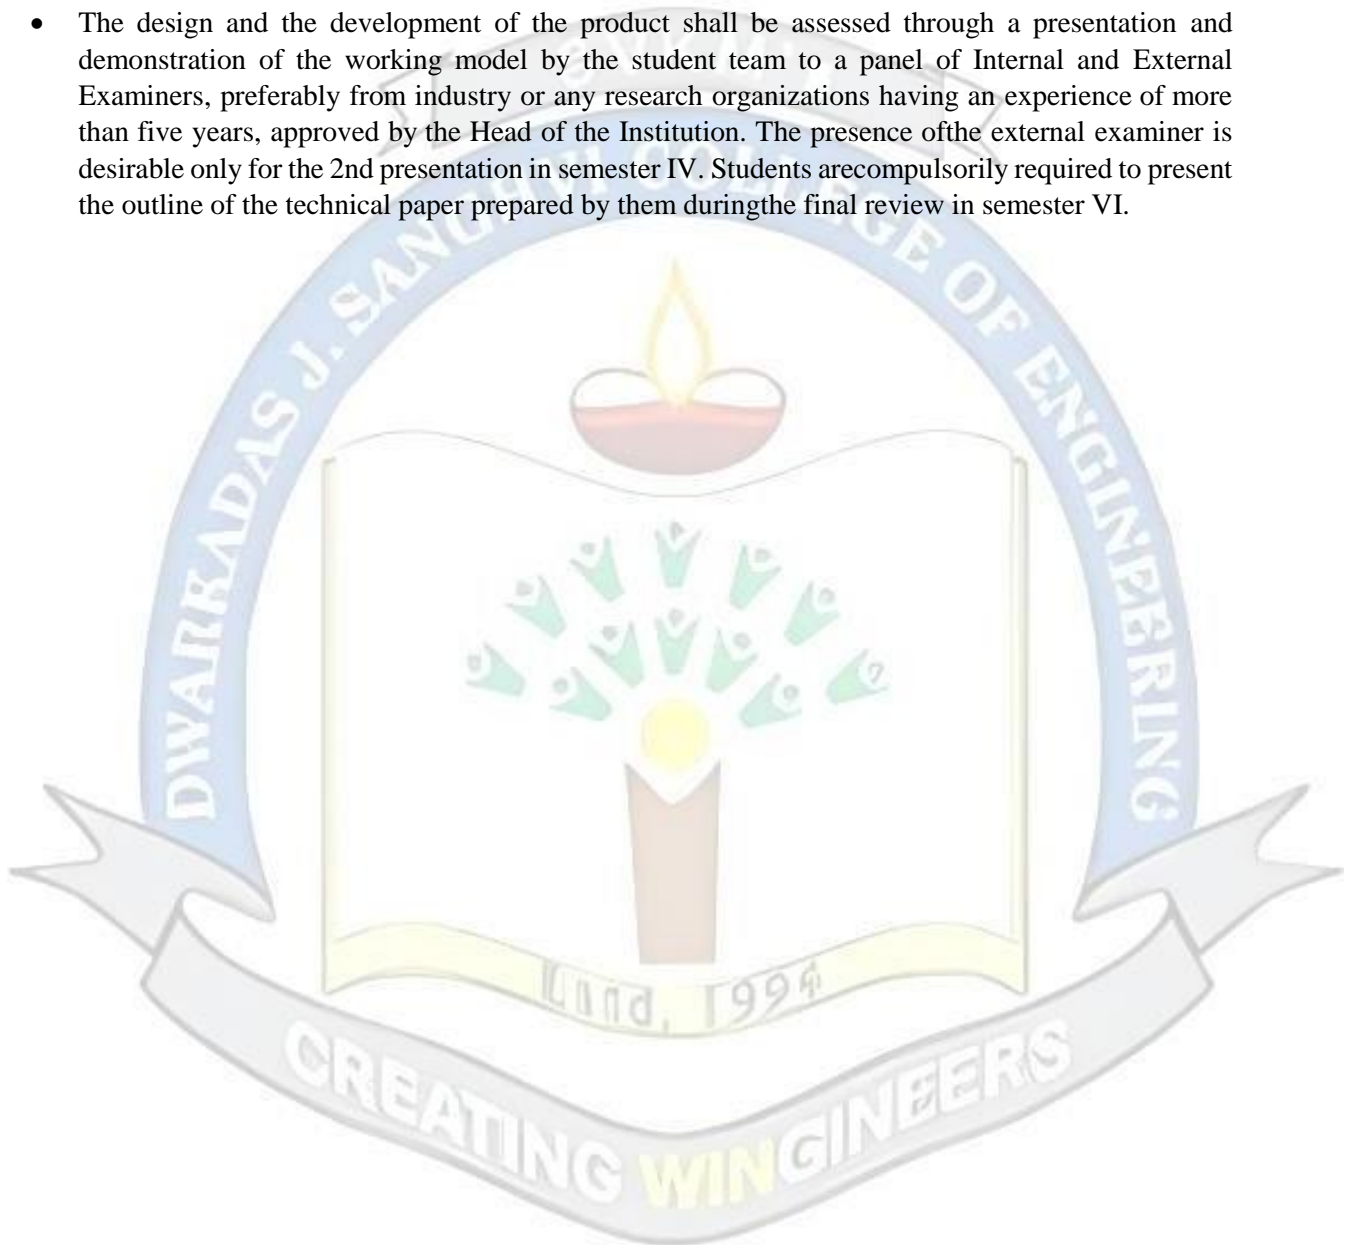 • The design and the development of the product shall be assessed through a presentation and
demonstration of the working model by the student team to a panel of Internal and External
Examiners, preferably from industry or any research organizations having an experience of more
than five years, approved by the Head of the Institution. The presence ofthe external examiner is
desirable only for the 2nd presentation in semester IV. Students arecompulsorily required to present
the outline of the technical paper prepared by them duringthe final review in semester VI.
DWARKADAS J. SANGHVI COLLEGE OF ENGINEERING
1994
CREATING WINGINEERS